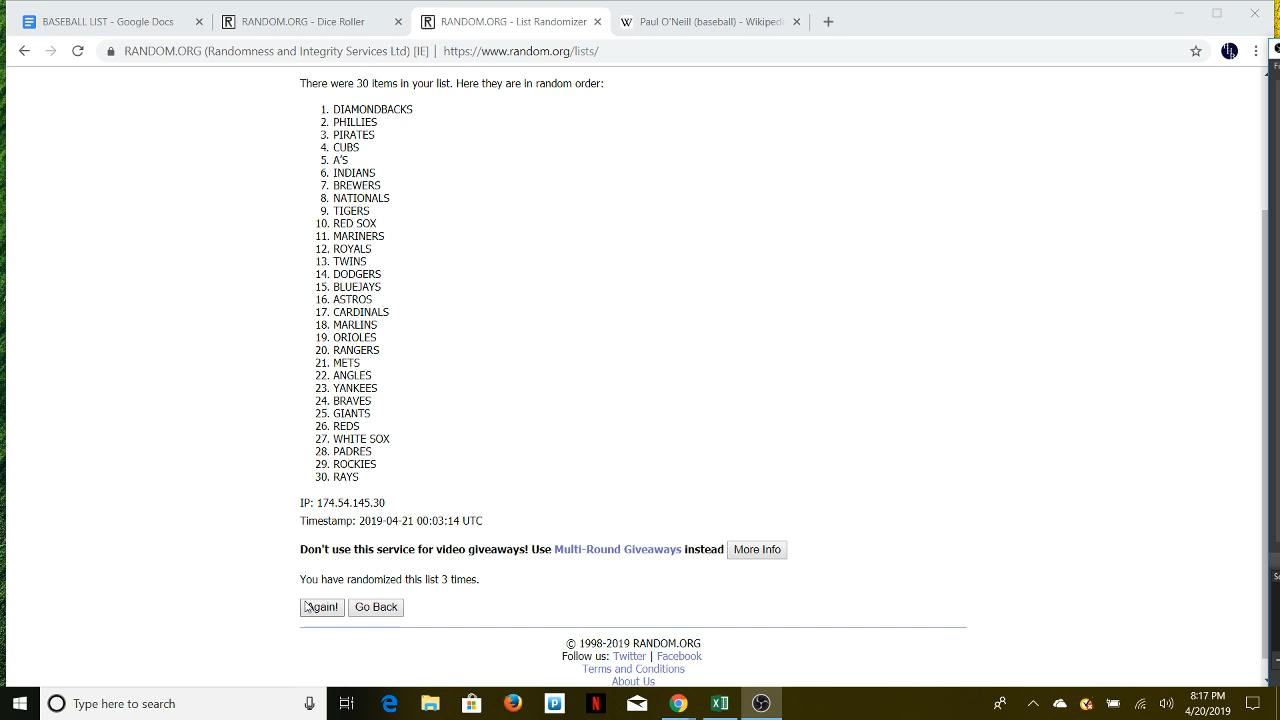 BASEBALL LIST - Google Docs
RANDOM.ORG - Dice Roller
RANDOM.ORG - List Randomizer
Paul O'Neill (baseball) - Wikipedi
RANDOM.ORG (Randomness and Integrity Services Ltd) [IE] | https://www.random.org/lists/
There were 30 items in your list. Here they are in random order:
1. DIAMONDBACKS
2. PHILLIES
3. PIRATES
4. CUBS
5. A'S
6. INDIANS
7. BREWERS
8. NATIONALS
9. TIGERS
10. RED SOX
11. MARINERS
12. ROYALS
13. TWINS
14. DODGERS
15. BLUEJAYS
16. ASTROS
17. CARDINALS
18. MARLINS
19. ORIOLES
20. RANGERS
21. METS
22. ANGLES
23. YANKEES
24. BRAVES
25. GIANTS
26. REDS
27. WHITE SOX
28. PADRES
29. ROCKIES
30. RAYS
IP: 174.54.145.30
Timestamp: 2019-04-21 00:03:14 UTC
Don't use this service for video giveaways! Use Multi-Round Giveaways instead More Info
You have randomized this list 3 times.
Again! Go Back
© 1998-2019 RANDOM.ORG
Follow us: Twitter | Facebook
Terms and Conditions
About Us
Type here to search
8:17 PM
4/20/2019